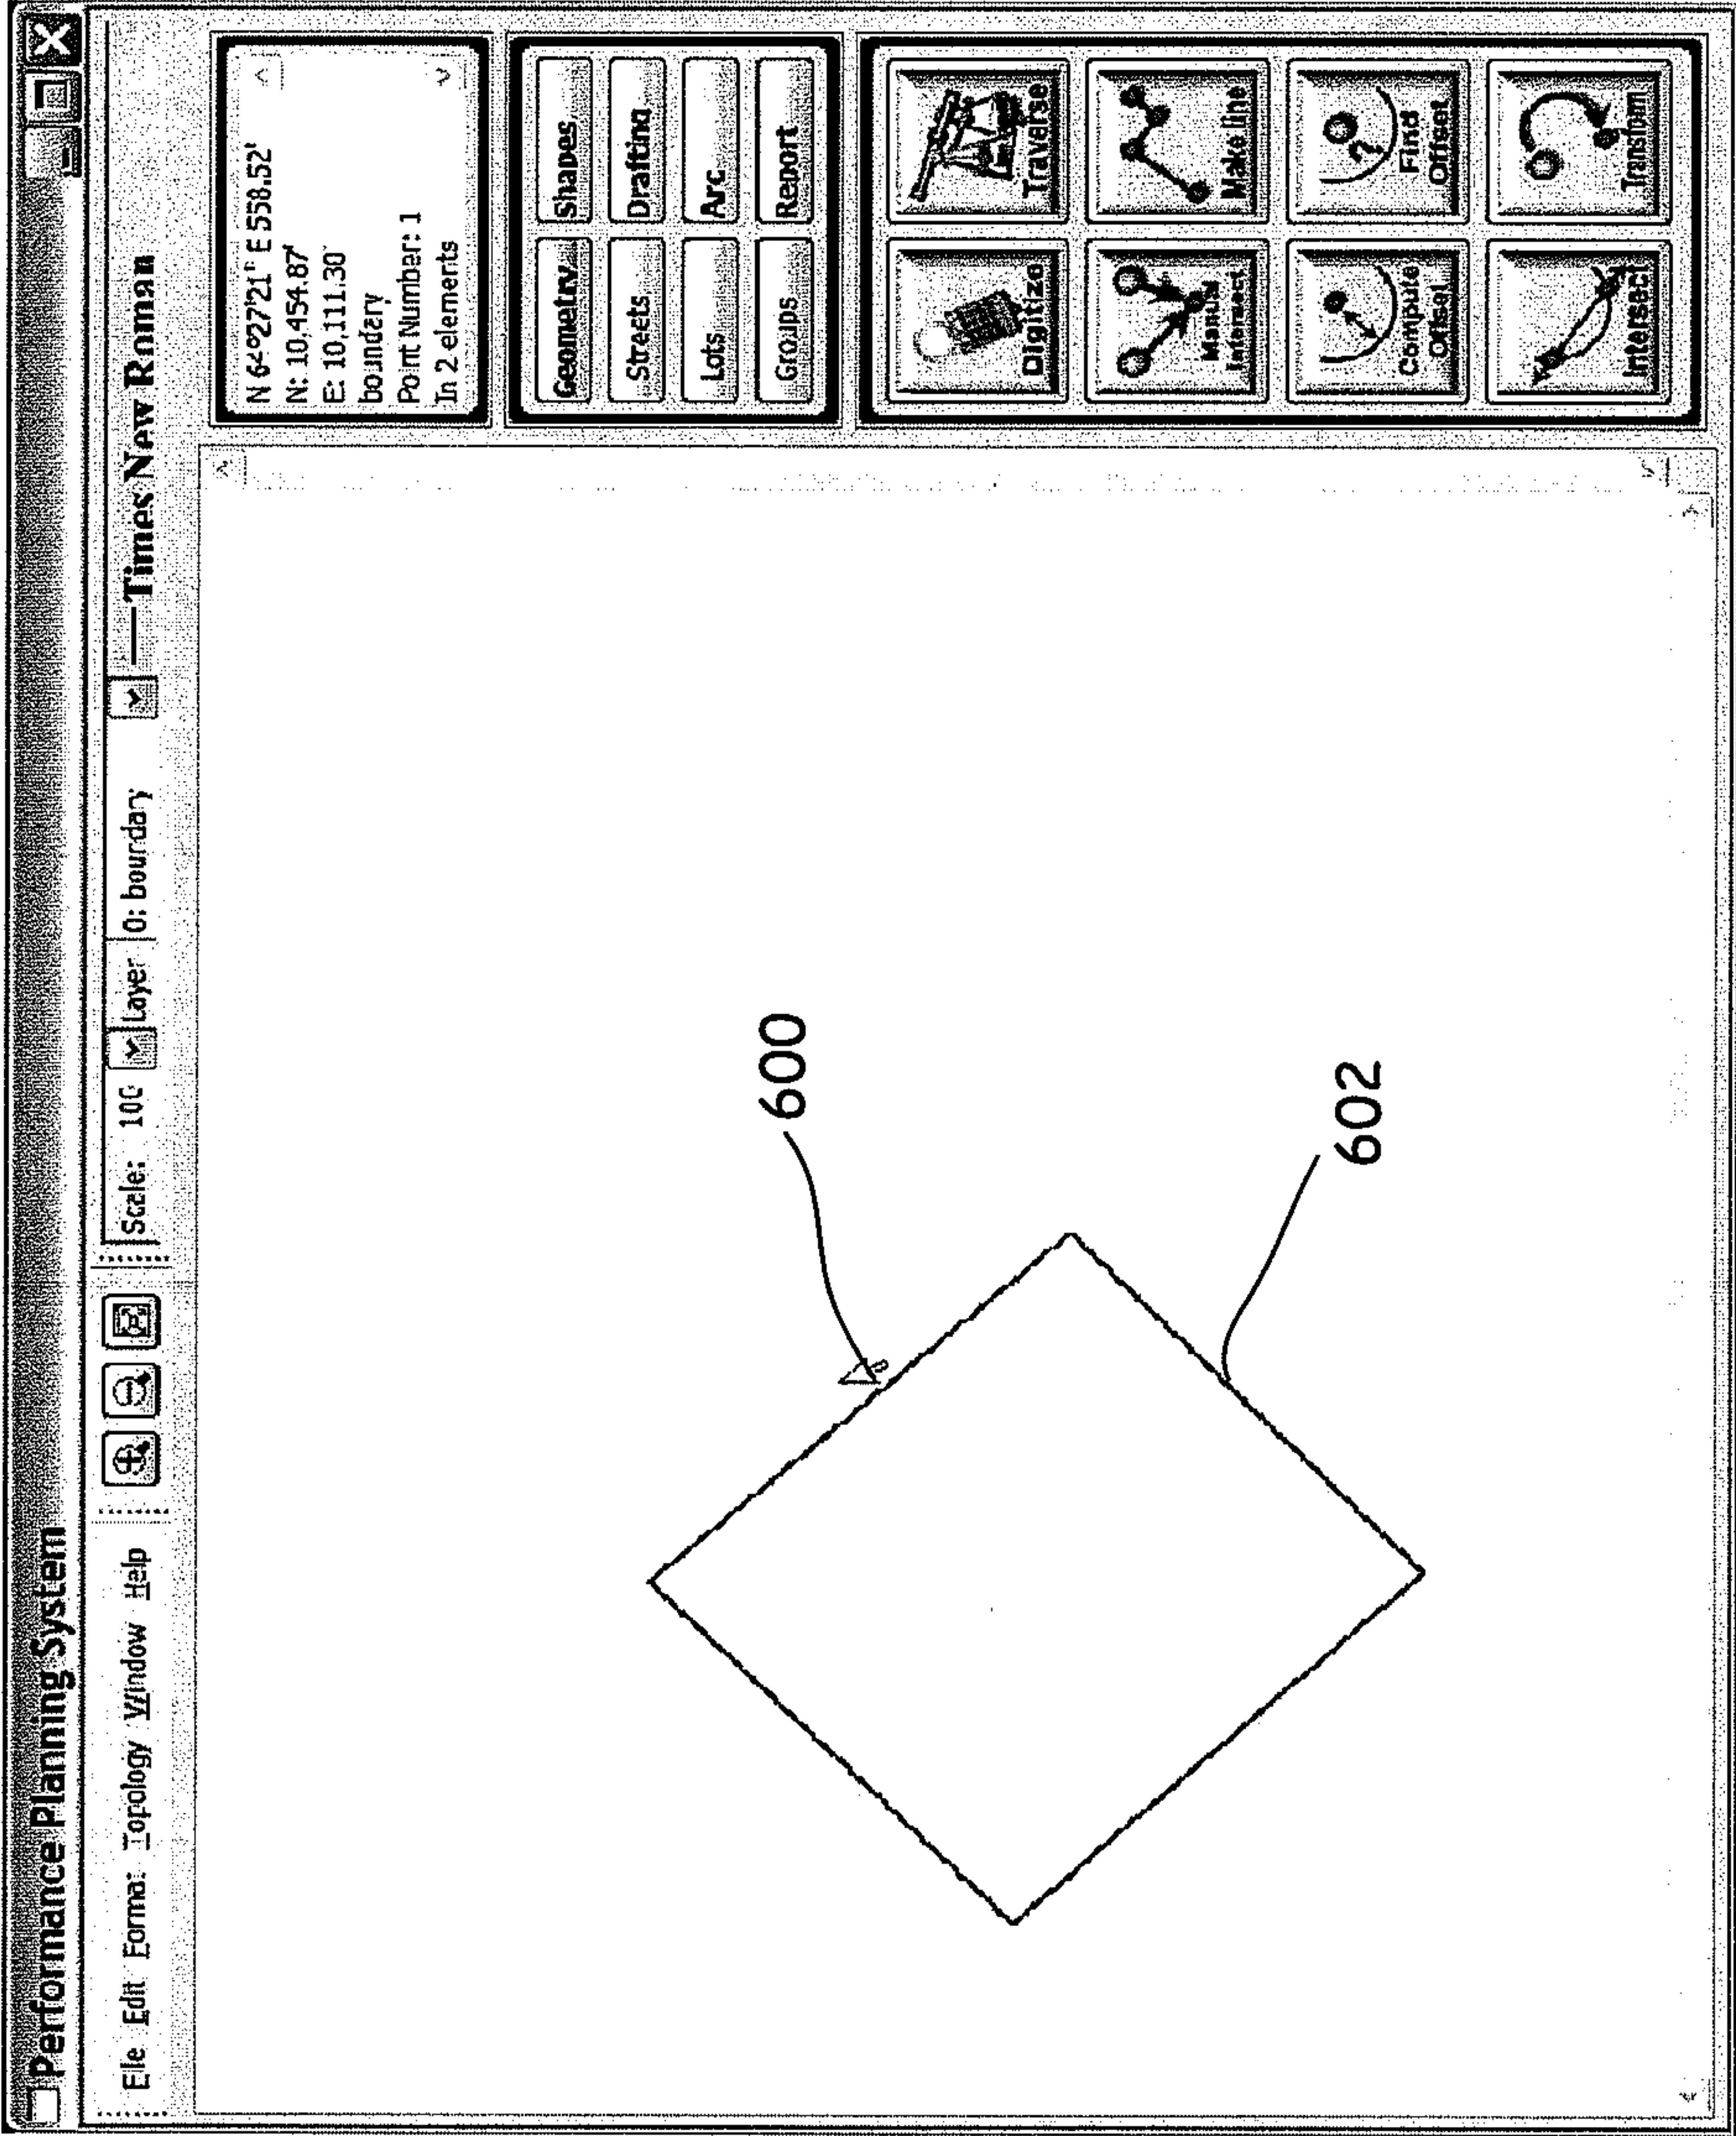 Performance Planning System
File Edit Format Topology Window Help
Scale: 100 Layer 0: boundary Times New Roman
N 64°27'21" E 558.52'
N: 10,454.87'
E: 10,111.30'
boundary
Point Number: 1
In 2 elements
Geometry... Shapes...
Streets... Drafting...
Lots... Arc...
Groups... Report...
Digitize Traverse
Manual Intersect Make line
Compute Offset Find Offset
Intersect Transform
600
602